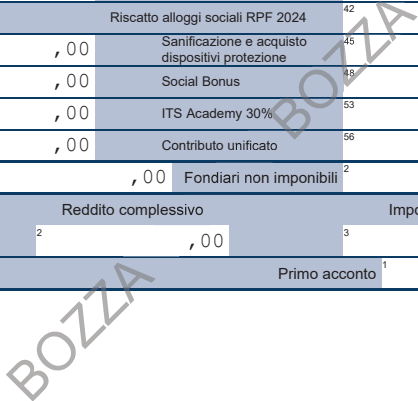 Riscatto alloggi sociali RPF 2024 42
,00 Sanificazione e acquisto dispositivi protezione 45
,00 Social Bonus 48
,00 ITS Academy 30% 53
,00 Contributo unificato 56
,00 Fondiari non imponibili 2
Reddito complessivo
2 ,00 3
Primo acconto 1
BOZZA
BOZZA